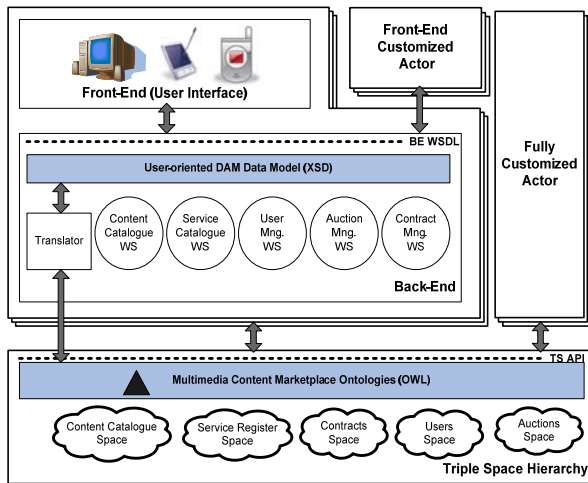 Front-End (User Interface)
Front-End
Customized
Actor
Fully
Customized
Actor
BE WSDL
User-oriented DAM Data Model (XSD)
Translator
Content
Catalogue
WS
Service
Catalogue
WS
User
Mng.
WS
Auction
Mng.
WS
Contract
Mng.
WS
Back-End
TS API
Multimedia Content Marketplace Ontologies (OWL)
Content Catalogue
Space
Service Register
Space
Contracts
Space
Users
Space
Auctions
Space
Triple Space Hierarchy